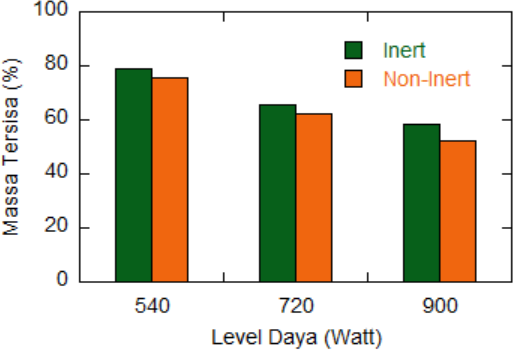 100
80
60
40
20
0
Massa Tersisa (%)
Inert
Non-Inert
540 720 900
Level Daya (Watt)